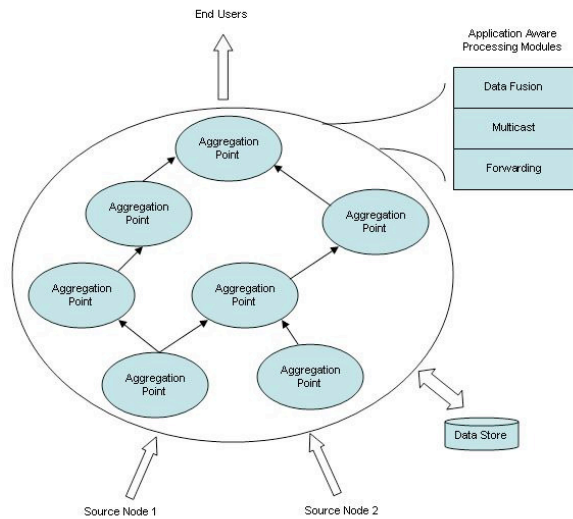 End Users
Application Aware
Processing Modules
Data Fusion
Multicast
Forwarding
Aggregation
Point
Aggregation
Point
Aggregation
Point
Aggregation
Point
Aggregation
Point
Aggregation
Point
Aggregation
Point
Data Store
Source Node 1
Source Node 2